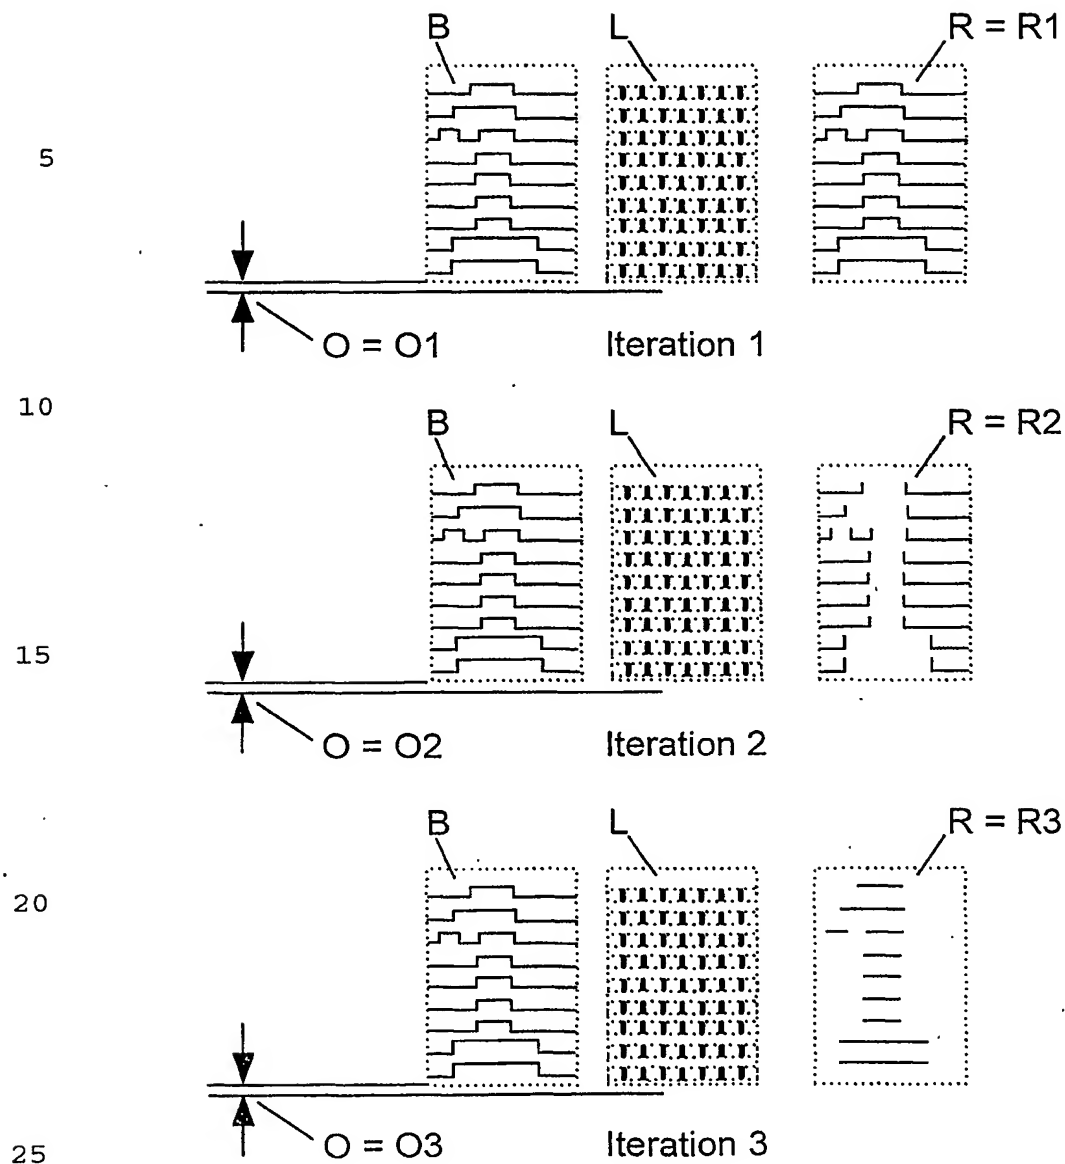 B L R = R1
5
O = O1 Iteration 1
10
B L R = R2
15
O = O2 Iteration 2
B L R = R3
20
O = O3 Iteration 3
25